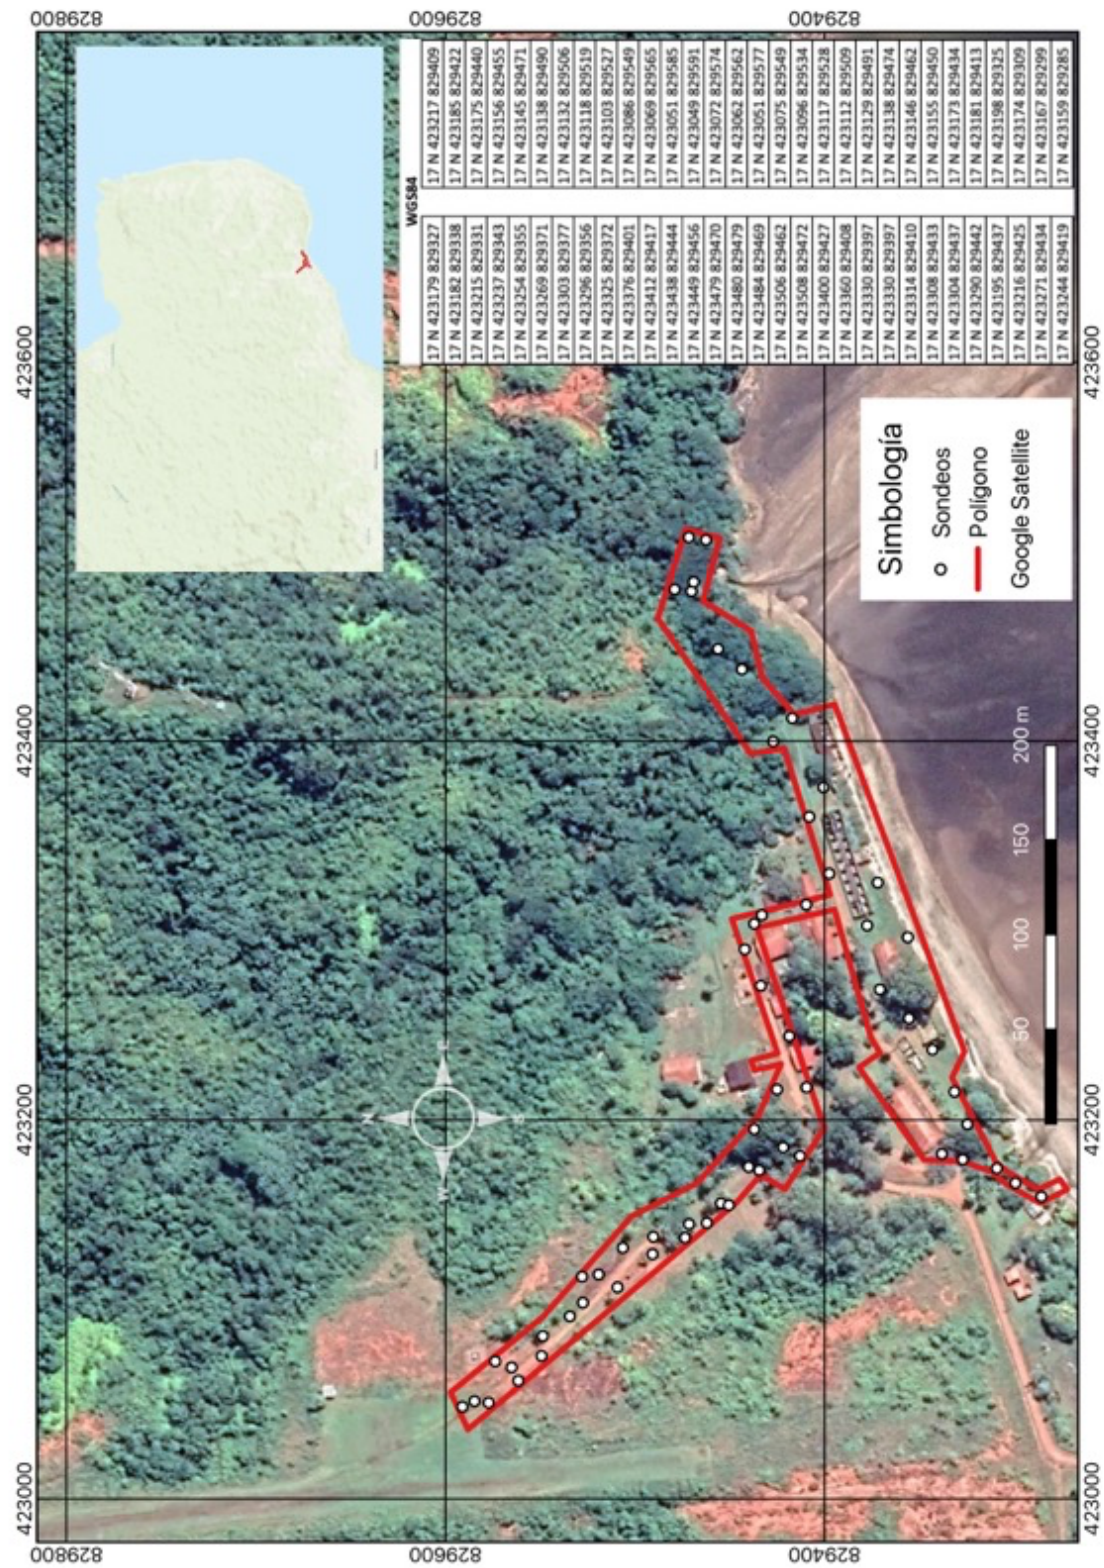 423000
423200
423400
423600
829800
829600
829400
829800
829600
829400
W
WGS84
17 N 423179 829327 17 N 423217 829409
17 N 423182 829338 17 N 423185 829422
17 N 423215 829331 17 N 423175 829440
17 N 423237 829343 17 N 423156 829455
17 N 423254 829355 17 N 423145 829471
17 N 423269 829371 17 N 423138 829490
17 N 423303 829377 17 N 423132 829506
17 N 423296 829356 17 N 423118 829519
17 N 423325 829372 17 N 423103 829527
17 N 423376 829401 17 N 423086 829549
17 N 423412 829417 17 N 423069 829565
17 N 423438 829444 17 N 423051 829585
17 N 423449 829456 17 N 423049 829591
17 N 423479 829470 17 N 423072 829574
17 N 423480 829479 17 N 423062 829562
17 N 423484 829469 17 N 423051 829577
17 N 423506 829462 17 N 423075 829549
17 N 423508 829472 17 N 423096 829534
17 N 423400 829427 17 N 423117 829528
17 N 423360 829408 17 N 423112 829509
17 N 423330 829397 17 N 423129 829491
17 N 423330 829397 17 N 423138 829474
17 N 423314 829410 17 N 423146 829462
17 N 423308 829433 17 N 423155 829450
17 N 423304 829437 17 N 423173 829434
17 N 423290 829442 17 N 423181 829413
17 N 423195 829437 17 N 423198 829325
17 N 423216 829425 17 N 423174 829309
17 N 423271 829434 17 N 423167 829299
17 N 423244 829419 17 N 423159 829285
Simbología
Sondeos
Polígono
Google Satellite
50 100 150 200 m
423000
423200
423400
423600